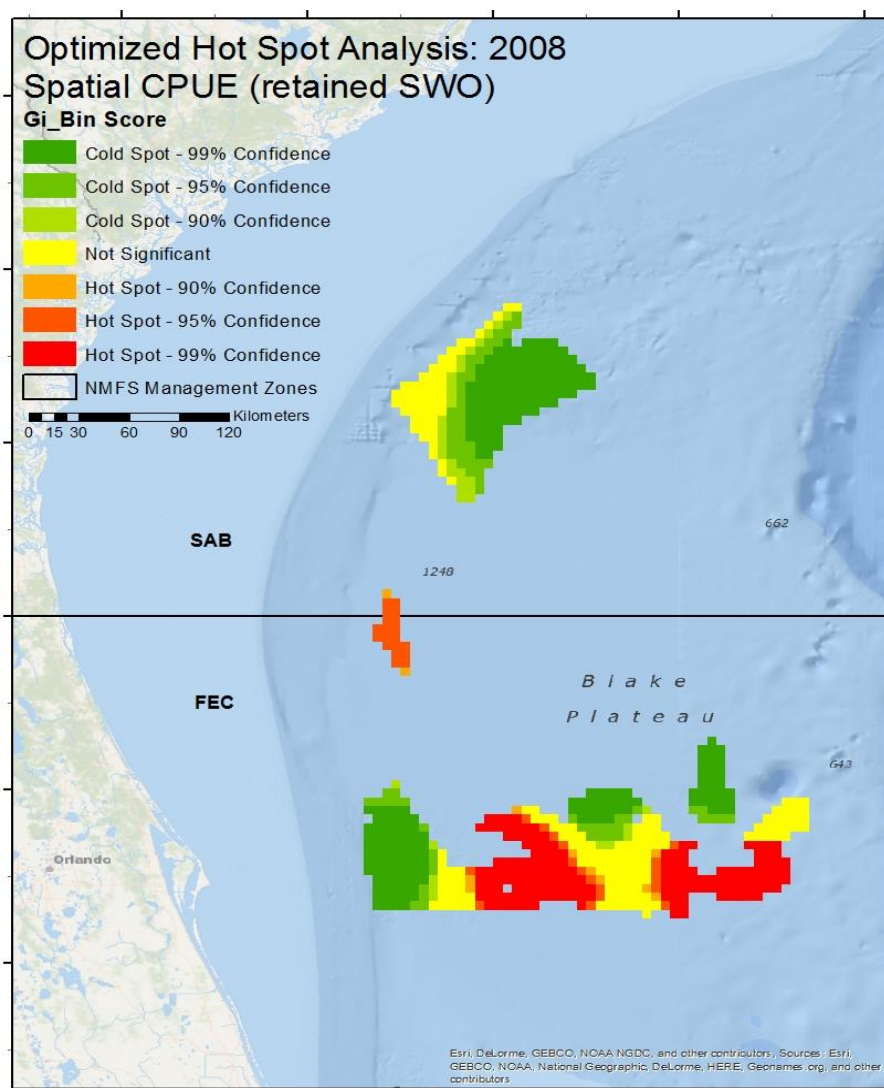 Optimized Hot Spot Analysis: 2008
Spatial CPUE (retained SWO)
Gi_Bin Score
Cold Spot - 99% Confidence
Cold Spot - 95% Confidence
Cold Spot - 90% Confidence
Not Significant
Hot Spot - 90% Confidence
Hot Spot - 95% Confidence
Hot Spot - 99% Confidence
NMFS Management Zones
Kilometers
0 15 30 60 90 120
662
SAB
1248
Blake
FEC
Plateau
643
Orlando
Esri, DeLorme, GEBCO, NOAA NGDC, and other contributors, Sources: Esri,
GEBCO, NOAA, National Geographic, DeLorme, HERE, Geonames.org, and other
contributors